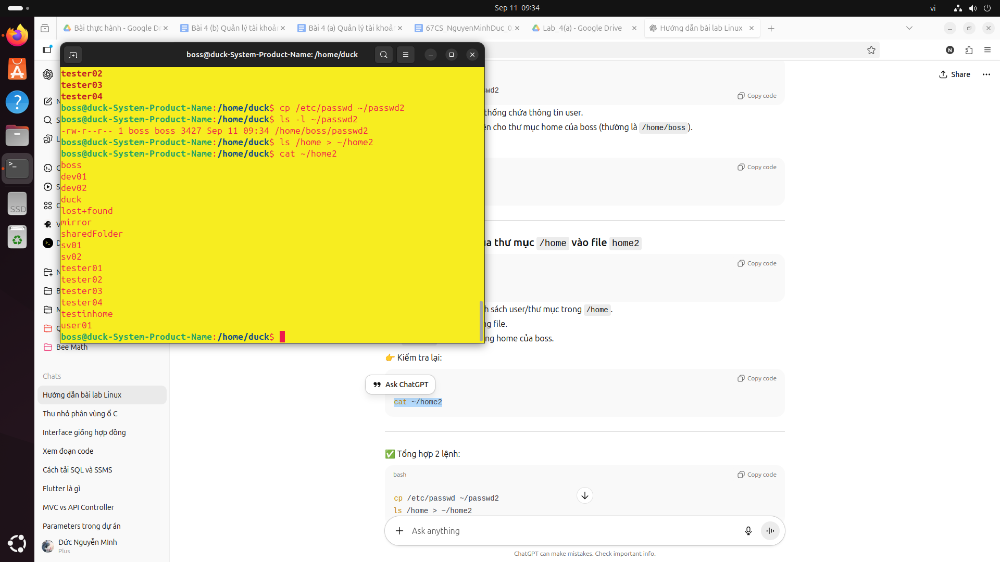 Sep 11 09:34
vi
Bài thực hành - Google Dr
Bài 4 (b) Quản lý tài khoản
Bài 4 (a) Quản lý tài khoản
67CS_NguyenMinhDuc_0
Lab_4(a) - Google Drive
Hướng dẫn bài lab Linux
boss@duck-System-Product-Name: /home/duck
N
Share
tester02
tester03
tester04
boss@duck-System-Product-Name:/home/duck$ cp /etc/passwd ~/passwd2
boss@duck-System-Product-Name:/home/duck$ ls -l ~/passwd2
-rw-r--r-- 1 boss boss 3427 Sep 11 09:34 /home/boss/passwd2
boss@duck-System-Product-Name:/home/duck$ ls /home > ~/home2
boss@duck-System-Product-Name:/home/duck$ cat ~/home2
boss
dev01
dev02
duck
lost+found
mirror
sharedFolder
sv01
sv02
tester01
tester02
tester03
tester04
testinhome
user01
boss@duck-System-Product-Name:/home/duck$
SSD
swd2
Copy code
thống chứa thông tin user.
ện cho thư mục home của boss (thường là /home/boss).
Copy code
ủa thư mục /home vào file home2
Copy code
h sách user/thư mục trong /home.
ng file.
ng home của boss.
👉 Kiểm tra lại:
Copy code
Ask ChatGPT
cat ~/home2
✅ Tổng hợp 2 lệnh:
bash
Copy code
cp /etc/passwd ~/passwd2
ls /home > ~/home2
Ask anything
ChatGPT can make mistakes. Check important info.
Bee Math
Chats
Hướng dẫn bài lab Linux
Thu nhỏ phân vùng ổ C
Interface giống hợp đồng
Xem đoạn code
Cách tải SQL và SSMS
Flutter là gì
MVC vs API Controller
Parameters trong dự án
Đức Nguyễn MInh
Plus